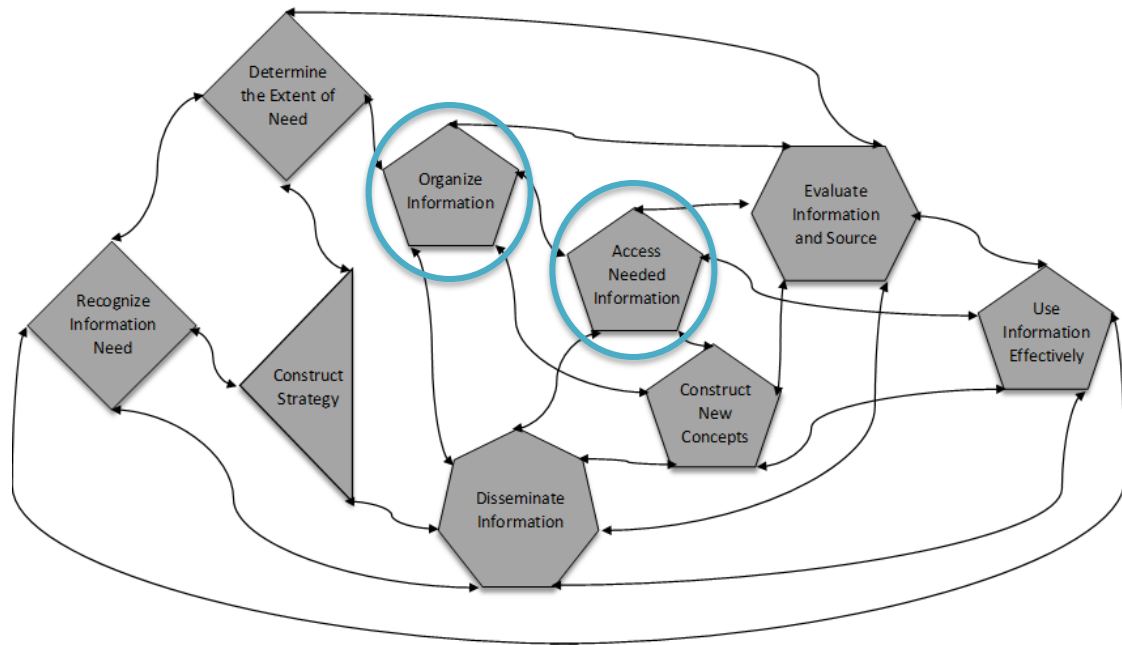 Determine
the Extent of
Need
Organize
Information
Evaluate
Information
and Source
Access
Needed
Information
Recognize
Information
Need
Use
Information
Effectively
Construct
Strategy
Construct
New
Concepts
Disseminate
Information